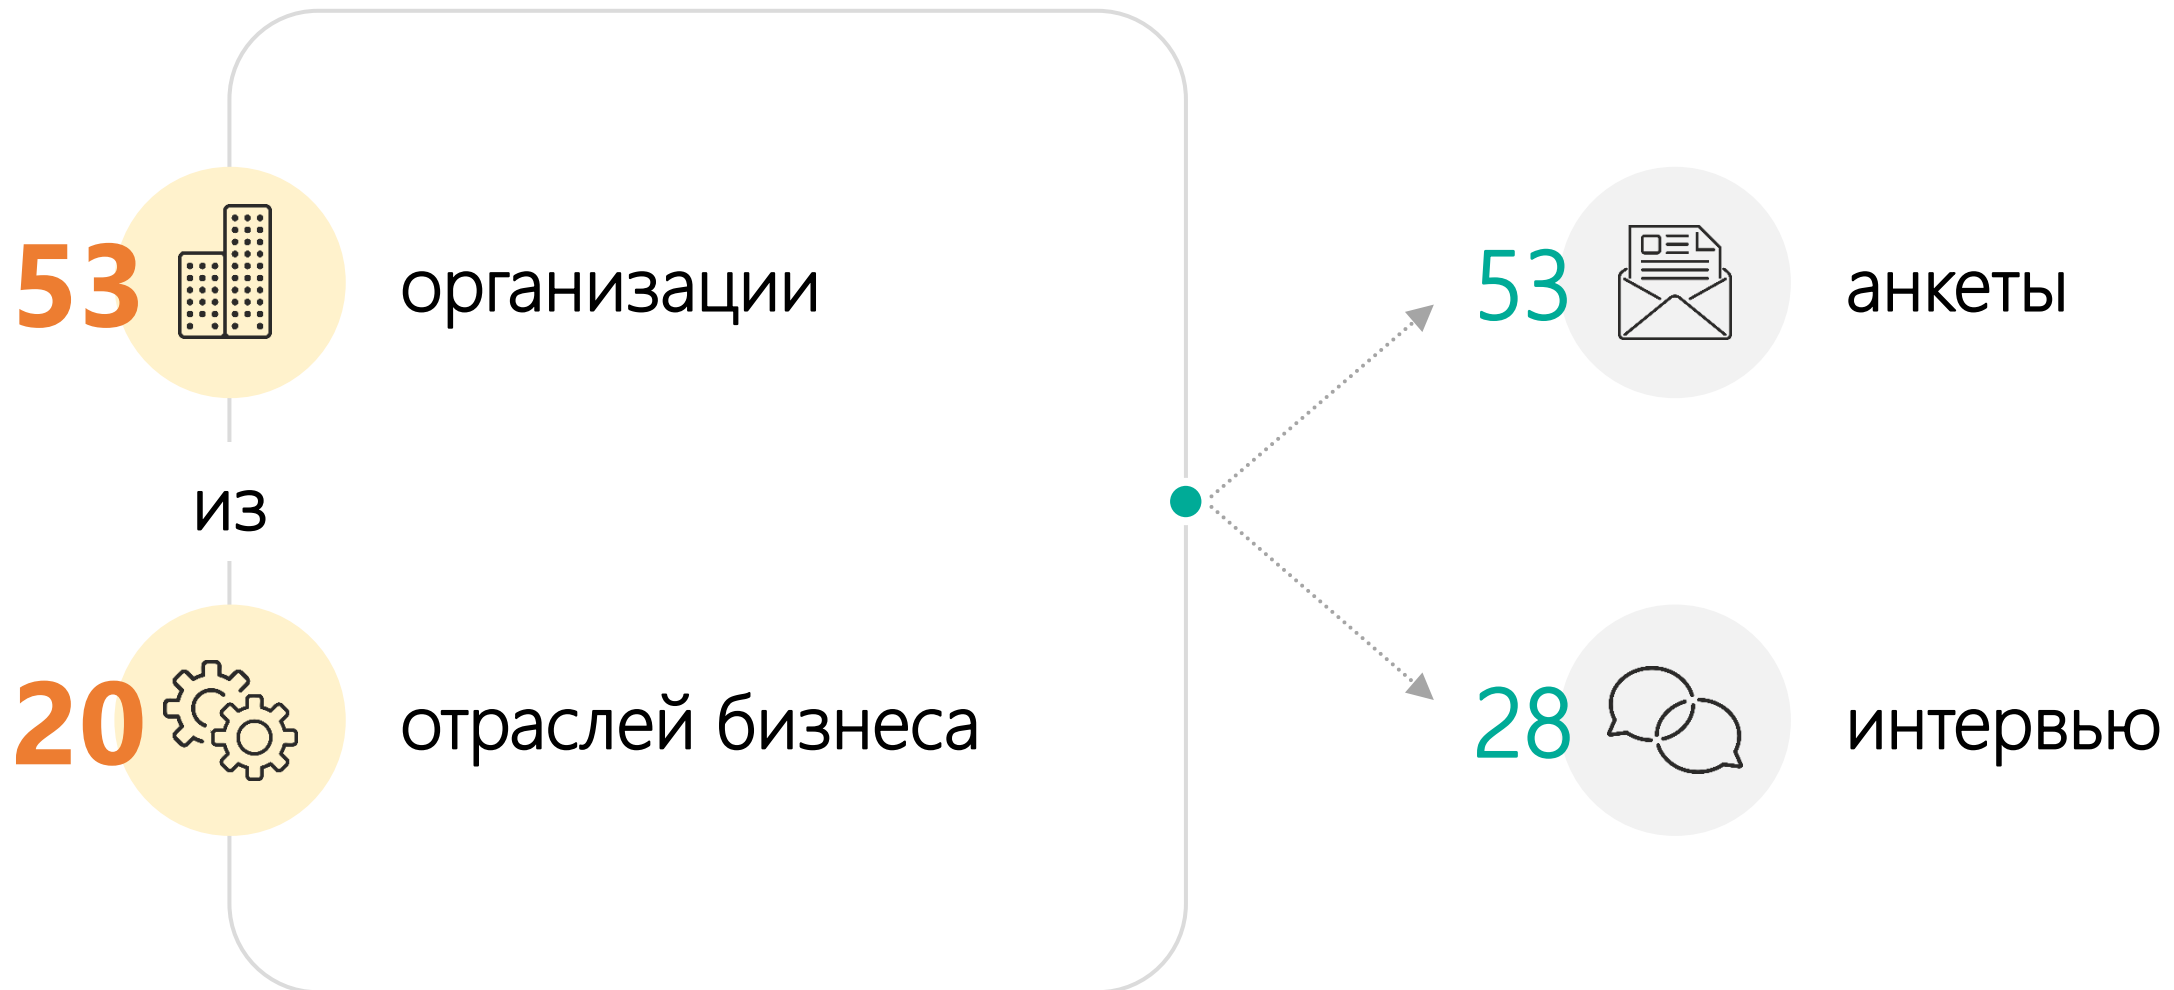 53 организации
из
20 отраслей бизнеса
53 анкеты
28 интервью